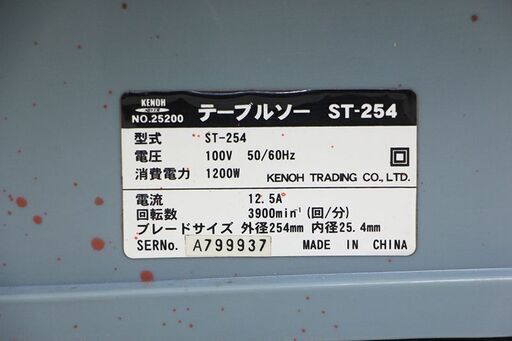 KENOH
NO.25200 テーブルソー ST-254
型式 ST-254
電圧 100V 50/60Hz
消費電力 1200W KENOH TRADING CO., LTD.
電流 12.5A
回転数 3900min⁻¹(回/分)
ブレードサイズ 外径254mm 内径25.4mm
SERNo. A799937 MADE IN CHINA